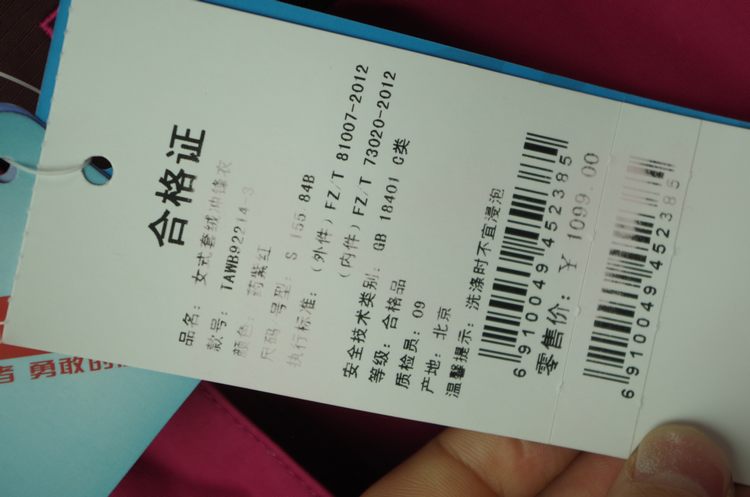 合格证
品名: 女式套绒冲锋衣
款号: TAWB92214-3
颜色: 药紫红
尺码 号型: S 155 84B
执行标准: (外件) FZ/T 81007-2012
(内件) FZ/T 73020-2012
安全技术类别: GB 18401 C类
等级: 合格品
质检员: 09
产地: 北京
温馨提示: 洗涤时不宜浸泡
6 910049 452385
零售价: ¥ 1099.00
6 910049 452385
勇敢的